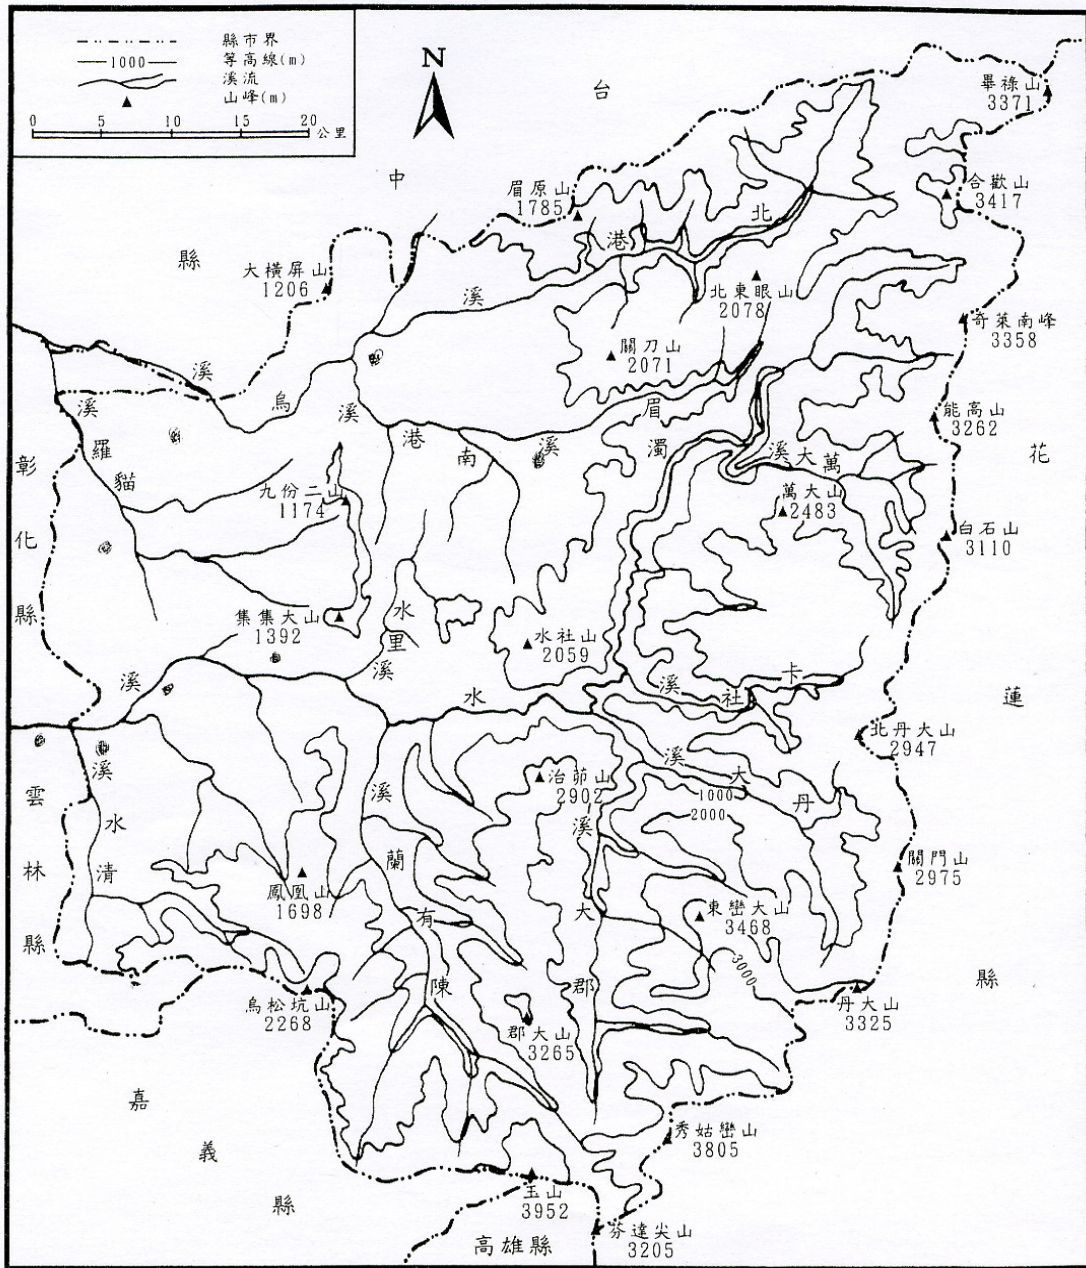 縣市界
1000 等高線(m)
溪流
山峰(m)
0 5 10 15 20 公里
N
台
中
縣
畢祿山
3371
合歡山
3417
眉原山
1785
北
港
溪
大橫屏山
1206
北東眼山
2078
奇萊南峰
3358
關刀山
2071
溪
烏
溪
港
南
溪
眉
能高山
3262
花
蓮
縣
溪
羅
貓
彰
化
縣
濁
溪大萬
萬大山
2483
九份二山
1174
白石山
3110
集集大山
1392
水
里
溪
水社山
2059
溪
水
溪
社
卡
北丹大山
2947
雲
林
縣
溪
水
清
溪
大
丹
治茆山
2902
1000
2000
溪
蘭
有
陳
溪
大
郡
關門山
2975
鳳凰山
1698
東巒大山
3468
3000
烏松坑山
2268
郡大山
3265
丹大山
3325
嘉
義
縣
秀姑巒山
3805
玉山
3952
高雄縣
芬達尖山
3205